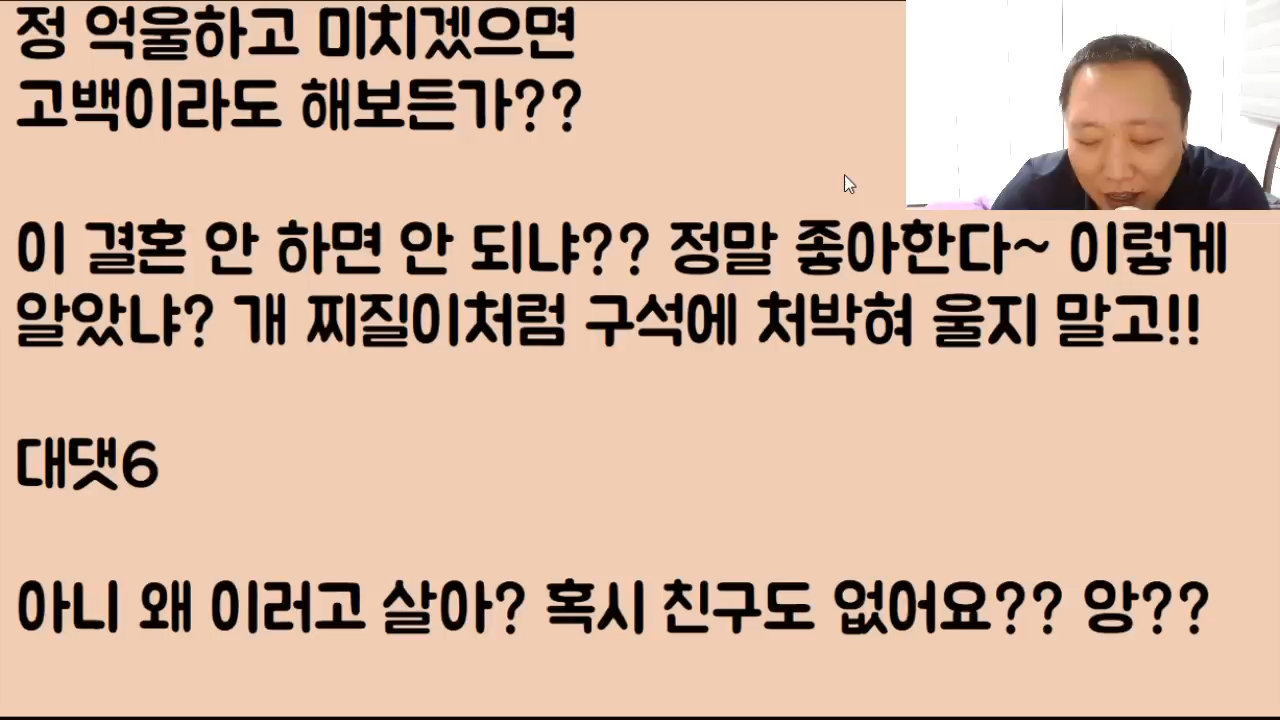 정 억울하고 미치겠으면
고백이라도 해보든가??
이 결혼 안 하면 안 되냐?? 정말 좋아한다~ 이렇게
알았냐? 개 찌질이처럼 구석에 처박혀 울지 말고!!
대댓6
아니 왜 이러고 살아? 혹시 친구도 없어요?? 앙??